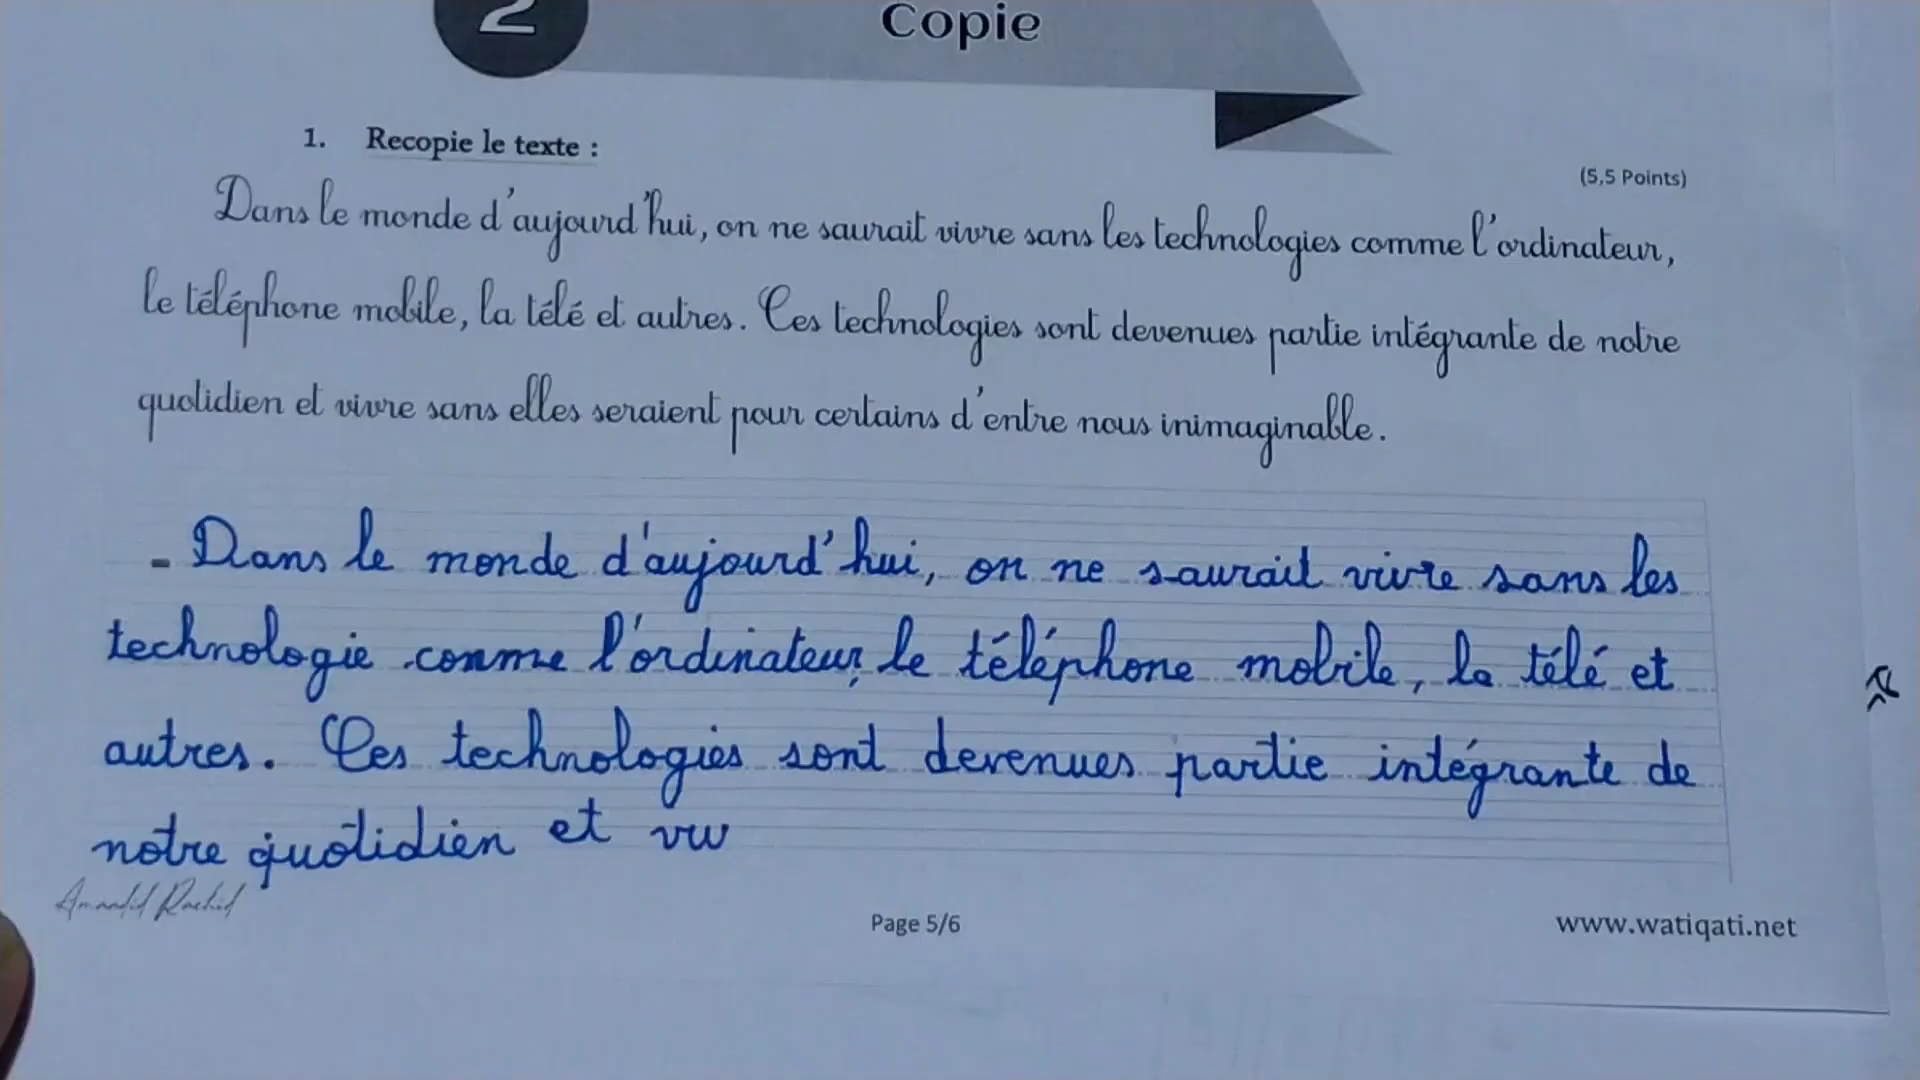 2
Copie
1. Recopie le texte :
(5,5 Points)
Dans le monde d'aujourd'hui, on ne saurait vivre sans les technologies comme l'ordinateur,
le téléphone mobile, la télé et autres. Ces technologies sont devenues partie intégrante de notre
quotidien et vivre sans elles seraient pour certains d'entre nous inimaginable.
- Dans le monde d'aujourd'hui, on ne saurait vivre sans les
technologie comme l'ordinateur, le téléphone mobile, la télé et
autres. Ces technologies sont devenues partie intégrante de
notre quotidien et viv
Amandid Rachid
Page 5/6
www.watiqati.net